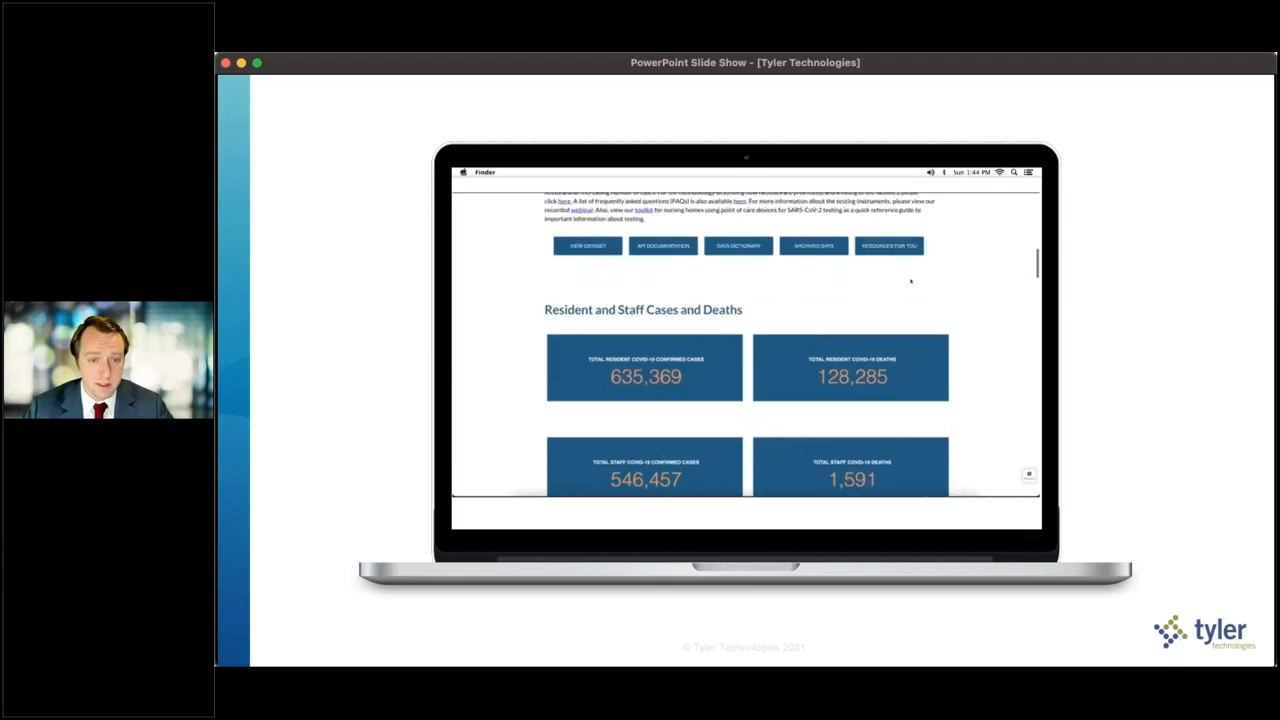 PowerPoint Slide Show - [Tyler Technologies]
Finder
Sun 1:44 PM
click here. A list of frequently asked questions (FAQs) is also available here. For more information about the testing instruments, please view our
recorded webinar. Also, view our toolkit for nursing homes using point of care devices for SARS-CoV-2 testing as a quick reference guide to
important information about testing.
VIEW DATASET
API DOCUMENTATION
DATA DICTIONARY
ARCHIVED DATA
RESOURCES FOR YOU
Resident and Staff Cases and Deaths
TOTAL RESIDENT COVID-19 CONFIRMED CASES
635,369
TOTAL RESIDENT COVID-19 DEATHS
128,285
TOTAL STAFF COVID-19 CONFIRMED CASES
546,457
TOTAL STAFF COVID-19 DEATHS
1,591
tyler
technologies
© Tyler Technologies 2021